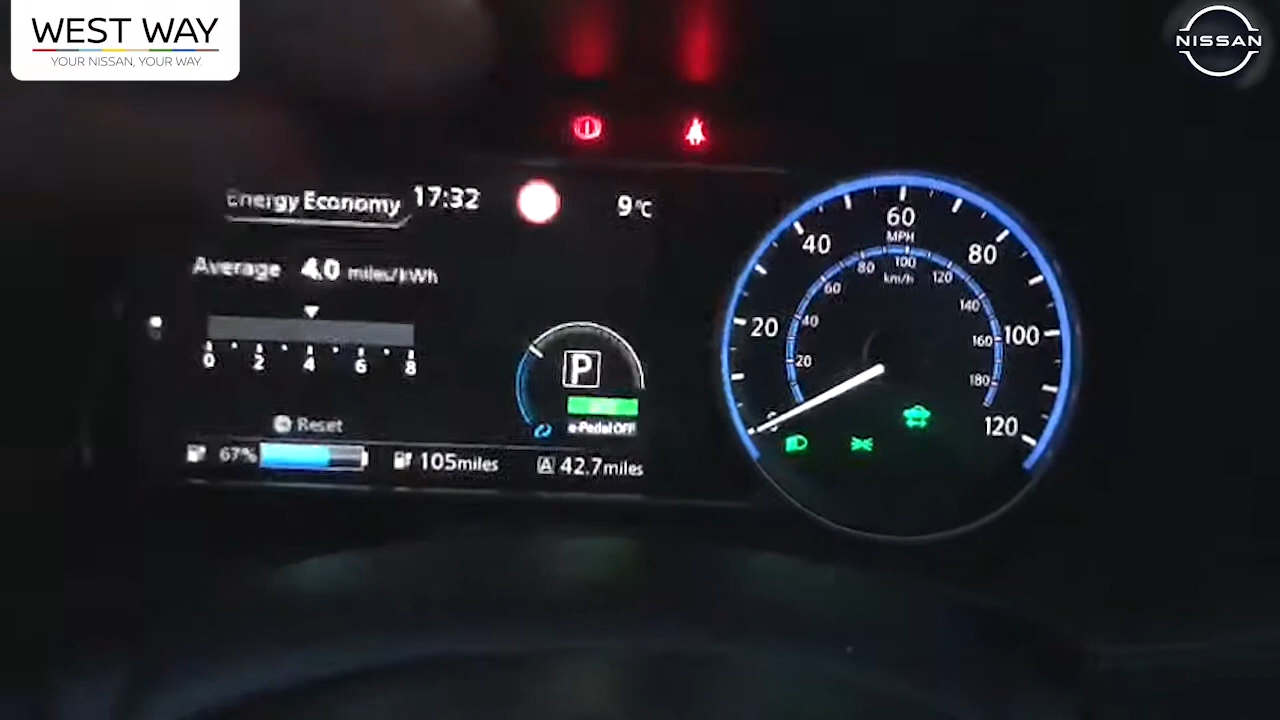 WEST WAY
YOUR NISSAN, YOUR WAY.
NISSAN
Energy Economy 17:32 9°C
Average 4.0 miles/kWh
0 2 4 6 8
P
e-Pedal OFF
Reset
67% 105miles A 42.7miles
0 20 40 60 80 100 120
MPH
20 40 60 80 100 120 140 160 180
km/h